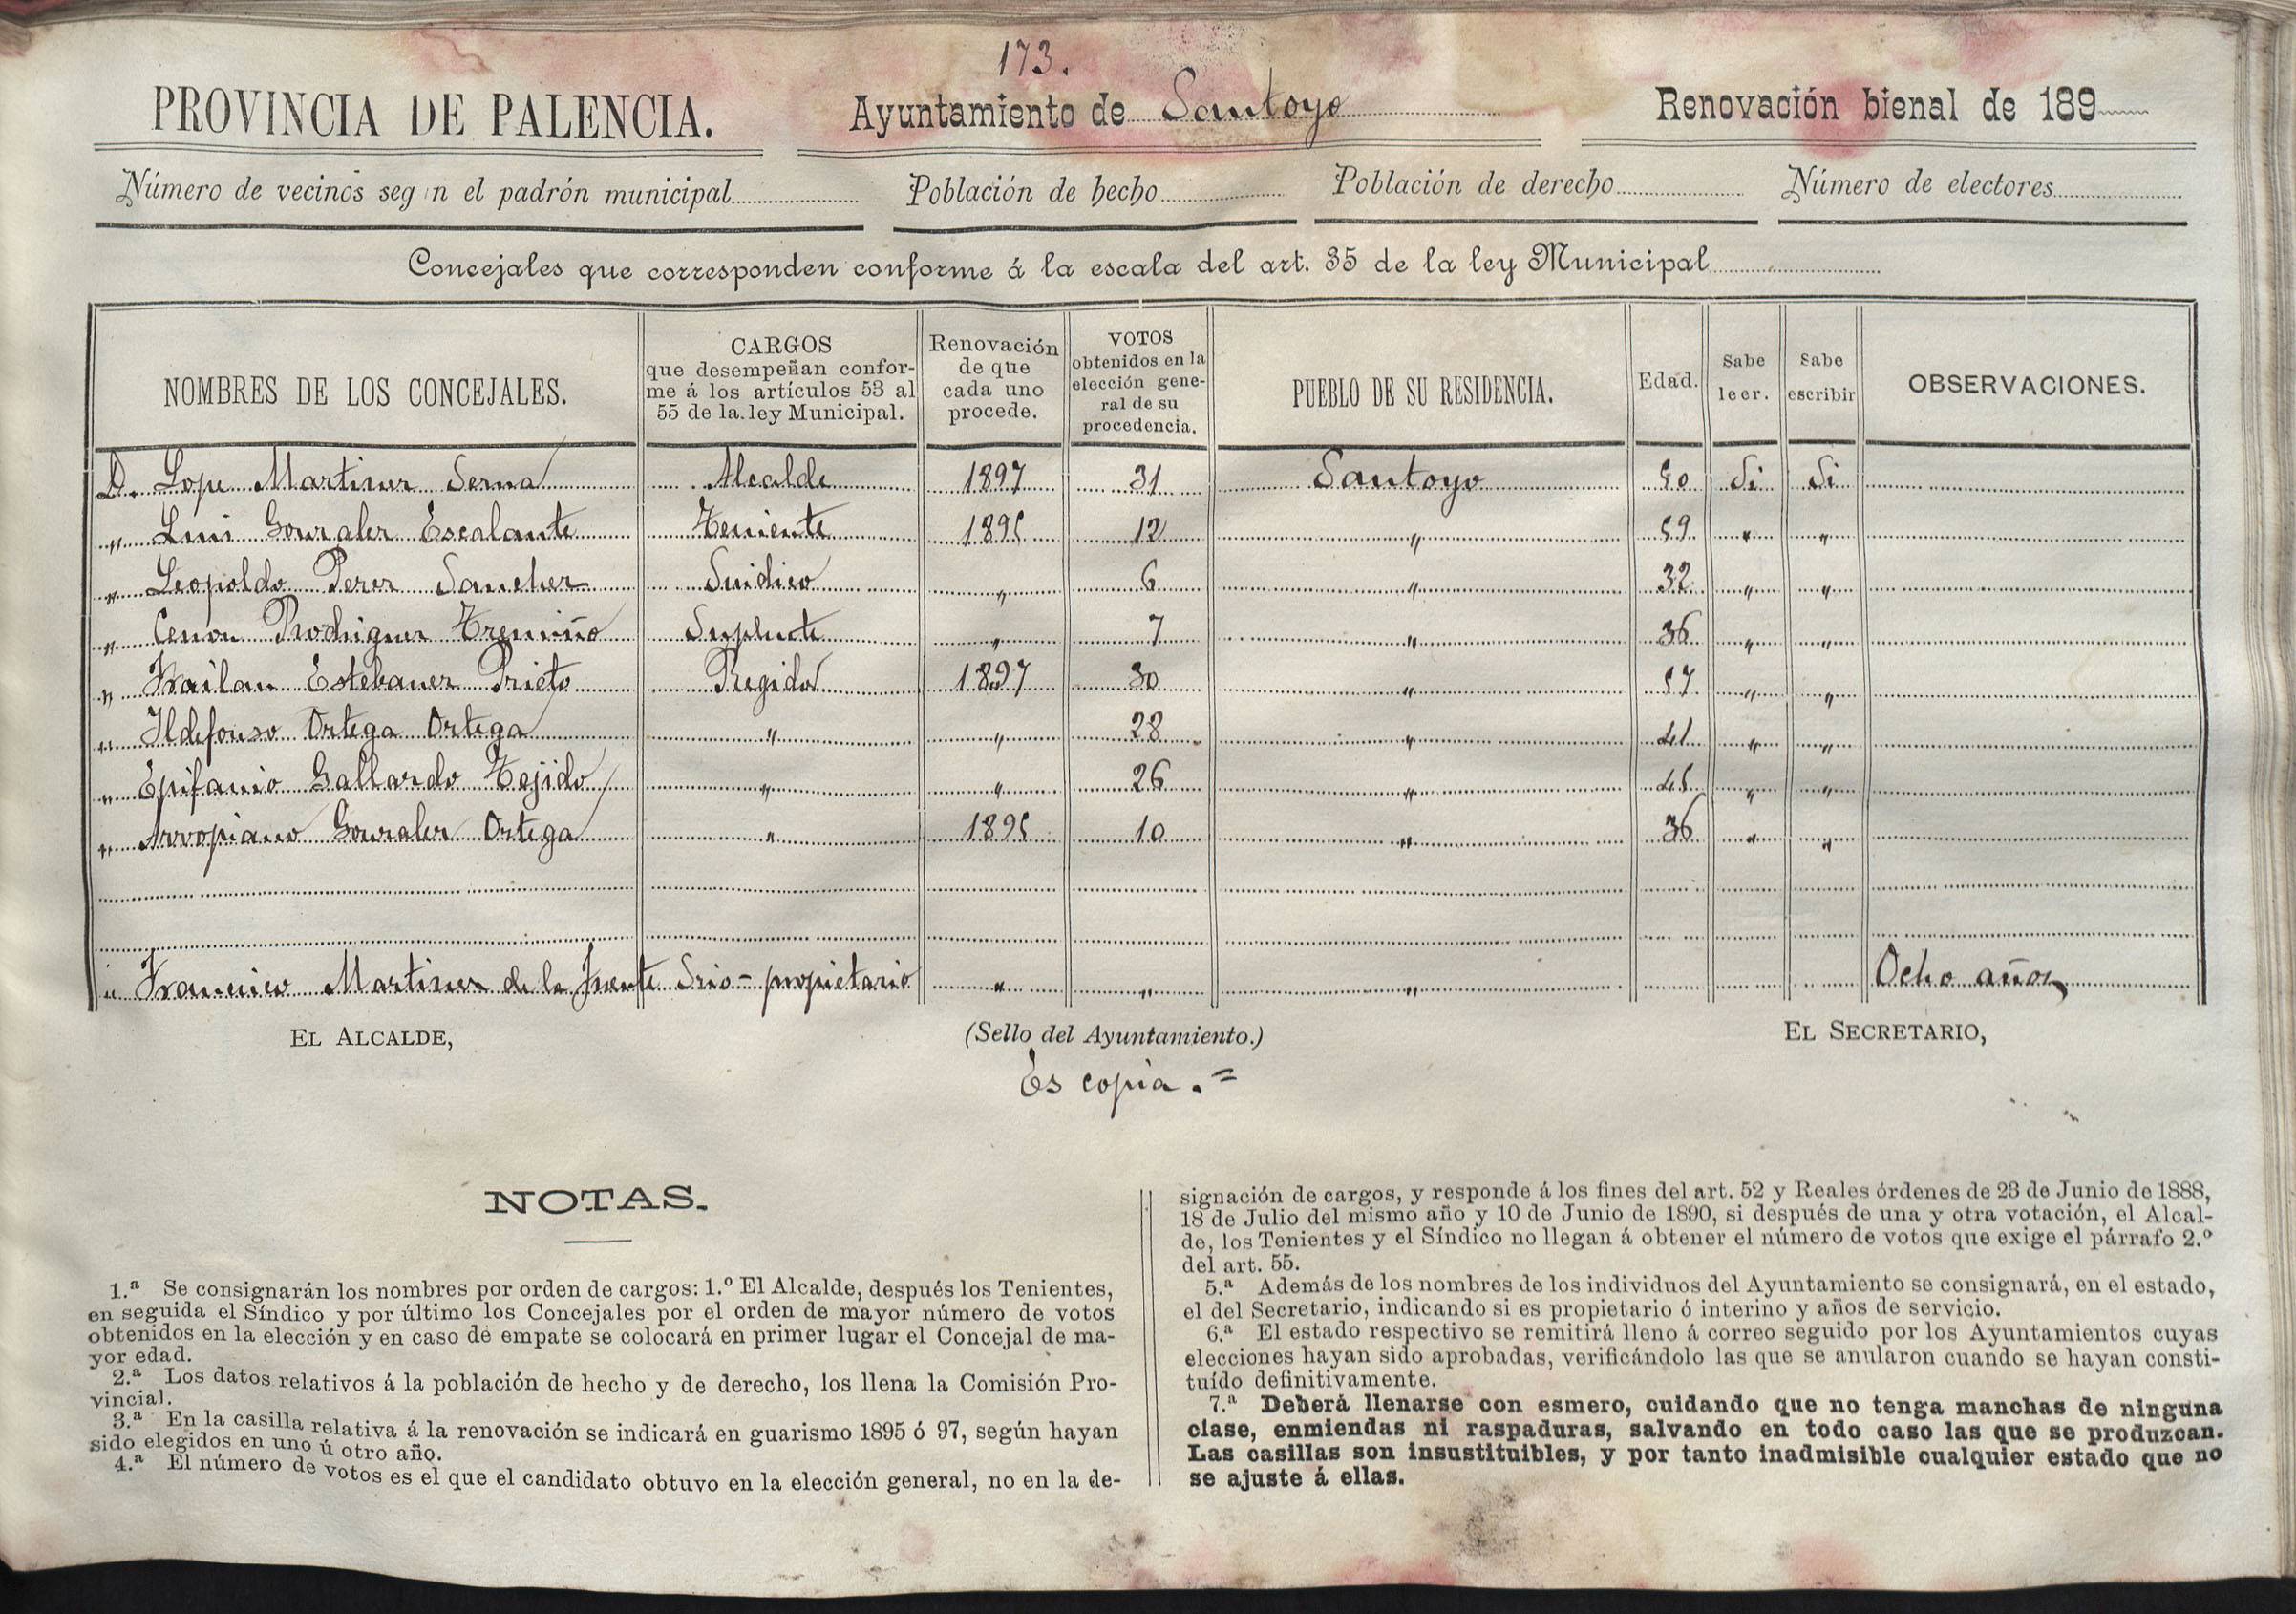 173.
PROVINCIA DE PALENCIA. Ayuntamiento de Santoyo Renovación bienal de 189
Número de vecinos seg n el padrón municipal Población de hecho Población de derecho Número de electores
Concejales que corresponden conforme á la escala del art. 35 de la ley Municipal
NOMBRES DE LOS CONCEJALES. CARGOS que desempeñan conforme á los artículos 53 al 55 de la ley Municipal. Renovación de que cada uno procede. VOTOS obtenidos en la elección general de su procedencia. PUEBLO DE SU RESIDENCIA. Edad. Sabe leer. Sabe escribir OBSERVACIONES.
D. Lope Martinez Serna Alcalde 1897 31 Santoyo 50 Si Si
" Luis Gonzalez Escalante Teniente 1895 12 " 59 " "
" Leopoldo Perez Sanchez Sindico " 6 " 32 " "
" Cenon Rodriguez Tremiño Suplente " 7 " 36 " "
" Frailan Estebanez Prieto Regidor 1897 30 " 57 " "
" Ildefonso Ortega Ortega " " 28 " 41 " "
" Epifanio Gallardo Tejido " " 26 " 45 " "
" Gonzalez Ortega " 1895 10 " 36 " "
" Francisco Martinez de la Fuente Srio = propietario " " " Ocho años
EL ALCALDE, (Sello del Ayuntamiento.) EL SECRETARIO,
Es copia. =
NOTAS.
1.ª Se consignarán los nombres por orden de cargos: 1.º El Alcalde, después los Tenientes,
en seguida el Síndico y por último los Concejales por el orden de mayor número de votos
obtenidos en la elección y en caso de empate se colocará en primer lugar el Concejal de ma-
yor edad.
2.ª Los datos relativos á la población de hecho y de derecho, los llena la Comisión Pro-
vincial.
3.ª En la casilla relativa á la renovación se indicará en guarismo 1895 ó 97, según hayan
sido elegidos en uno ú otro año.
4.ª El número de votos es el que el candidato obtuvo en la elección general, no en la de-
signación de cargos, y responde á los fines del art. 52 y Reales órdenes de 23 de Junio de 1888,
18 de Julio del mismo año y 10 de Junio de 1890, si después de una y otra votación, el Alcal-
de, los Tenientes y el Síndico no llegan á obtener el número de votos que exige el párrafo 2.º
del art. 55.
5.ª Además de los nombres de los individuos del Ayuntamiento se consignará, en el estado,
el del Secretario, indicando si es propietario ó interino y años de servicio.
6.ª El estado respectivo se remitirá lleno á correo seguido por los Ayuntamientos cuyas
elecciones hayan sido aprobadas, verificándolo las que se anularon cuando se hayan consti-
tuído definitivamente.
7.ª Deberá llenarse con esmero, cuidando que no tenga manchas de ninguna
clase, enmiendas ni raspaduras, salvando en todo caso las que se produzcan.
Las casillas son insustituibles, y por tanto inadmisible cualquier estado que no
se ajuste á ellas.